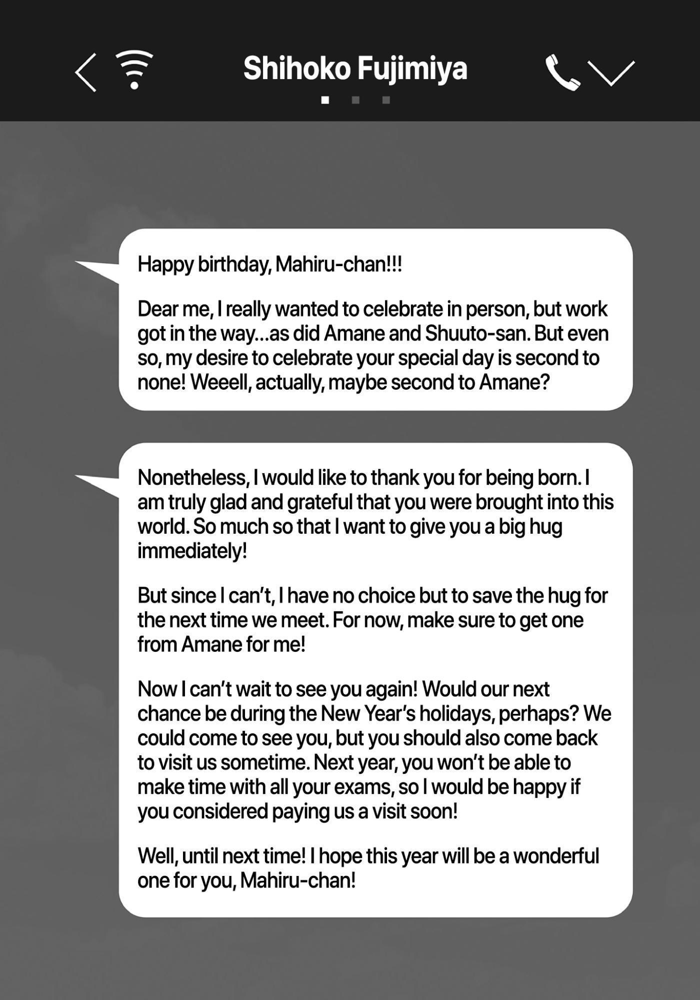 Shihoko Fujimiya
Happy birthday, Mahiru-chan!!!
Dear me, I really wanted to celebrate in person, but work
got in the way...as did Amane and Shuuto-san. But even
so, my desire to celebrate your special day is second to
none! Weeell, actually, maybe second to Amane?
Nonetheless, I would like to thank you for being born. I
am truly glad and grateful that you were brought into this
world. So much so that I want to give you a big hug
immediately!
But since I can’t, I have no choice but to save the hug for
the next time we meet. For now, make sure to get one
from Amane for me!
Now I can’t wait to see you again! Would our next
chance be during the New Year’s holidays, perhaps? We
could come to see you, but you should also come back
to visit us sometime. Next year, you won’t be able to
make time with all your exams, so I would be happy if
you considered paying us a visit soon!
Well, until next time! I hope this year will be a wonderful
one for you, Mahiru-chan!